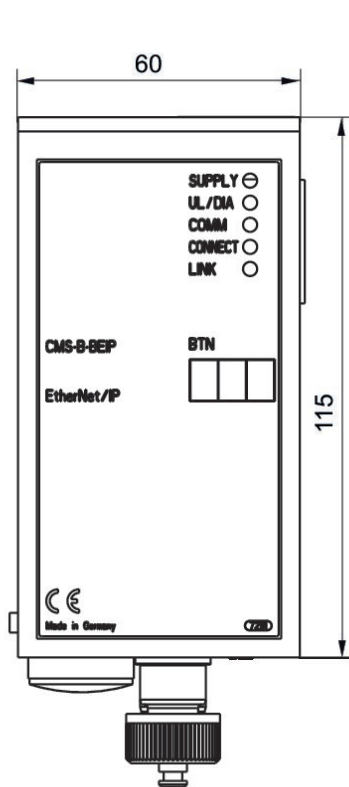 60
SUPPLY
UL/DIA
COMM
CONNECT
LINK
CMS-B-BEIP
BTN
EtherNet/IP
115
CE
Made in Germany